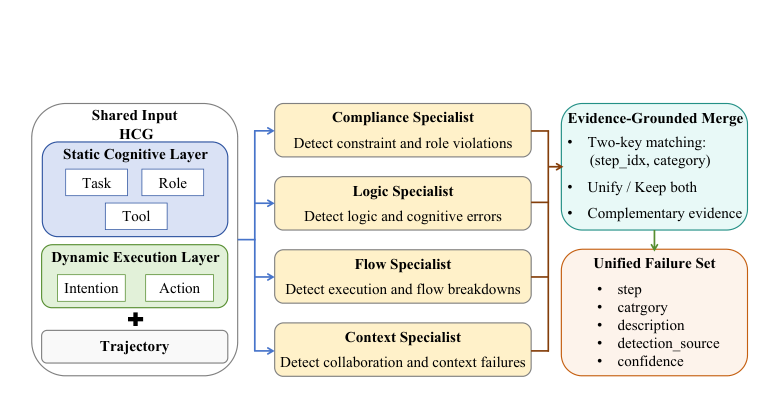 Shared Input
HCG
Static Cognitive Layer
Task
Role
Tool
Dynamic Execution Layer
Intention
Action
+
Trajectory
Compliance Specialist
Detect constraint and role violations
Logic Specialist
Detect logic and cognitive errors
Flow Specialist
Detect execution and flow breakdowns
Context Specialist
Detect collaboration and context failures
Evidence-Grounded Merge
• Two-key matching:
(step_idx, category)
• Unify / Keep both
• Complementary evidence
Unified Failure Set
• step
• catrgory
• description
• detection_source
• confidence